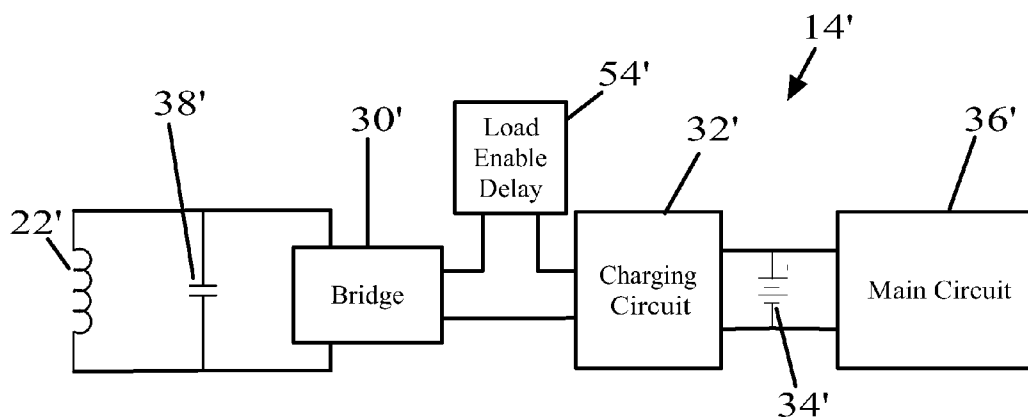 14'
54'
38'
30'
Load
Enable
Delay
32'
36'
22'
Bridge
Charging
Circuit
Main Circuit
34'